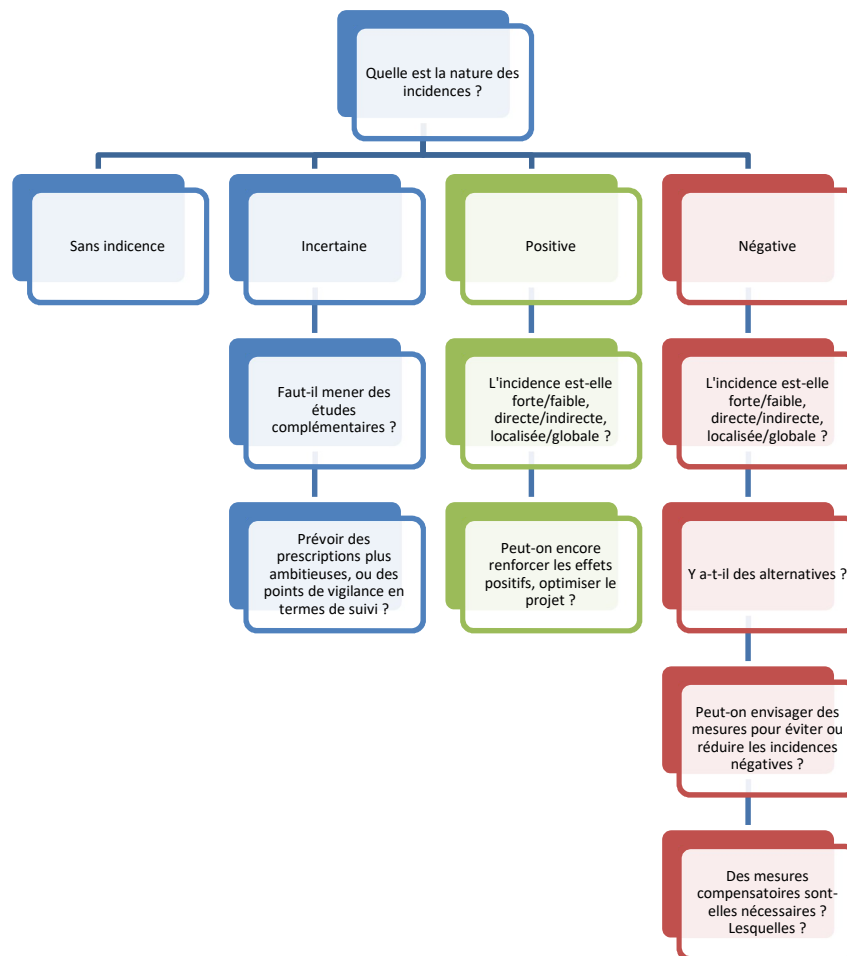 Quelle est la nature des
incidences ?
Sans indicence
Incertaine
Positive
Négative
Faut-il mener des
études
complémentaires ?
L'incidence est-elle
forte/faible,
directe/indirecte,
localisée/globale ?
L'incidence est-elle
forte/faible,
directe/indirecte,
localisée/globale ?
Prévoir des
prescriptions plus
ambitieuses, ou des
points de vigilance en
termes de suivi ?
Peut-on encore
renforcer les effets
positifs, optimiser le
projet ?
Y a-t-il des alternatives ?
Peut-on envisager des
mesures pour éviter ou
réduire les incidences
négatives ?
Des mesures
compensatoires sont-
elles nécessaires ?
Lesquelles ?